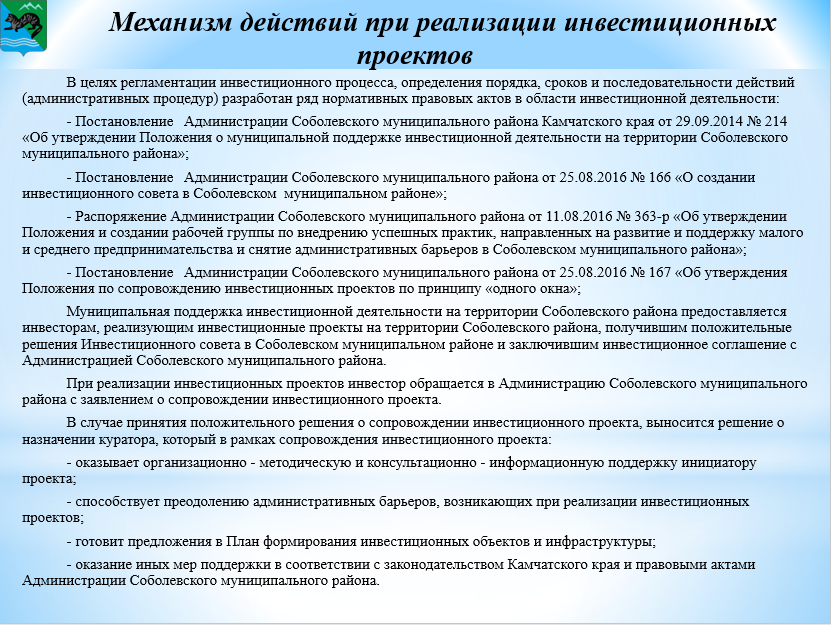 Механизм действий при реализации инвестиционных
проектов
В целях регламентации инвестиционного процесса, определения порядка, сроков и последовательности действий
(административных процедур) разработан ряд нормативных правовых актов в области инвестиционной деятельности:
- Постановление Администрации Соболевского муниципального района Камчатского края от 29.09.2014 № 214
«Об утверждении Положения о муниципальной поддержке инвестиционной деятельности на территории Соболевского
муниципального района»;
- Постановление Администрации Соболевского муниципального района от 25.08.2016 № 166 «О создании
инвестиционного совета в Соболевском муниципальном районе»;
- Распоряжение Администрации Соболевского муниципального района от 11.08.2016 № 363-р «Об утверждении
Положения и создании рабочей группы по внедрению успешных практик, направленных на развитие и поддержку малого
и среднего предпринимательства и снятие административных барьеров в Соболевском муниципальном района»;
- Постановление Администрации Соболевского муниципального района от 25.08.2016 № 167 «Об утверждения
Положения по сопровождению инвестиционных проектов по принципу «одного окна»;
Муниципальная поддержка инвестиционной деятельности на территории Соболевского района предоставляется
инвесторам, реализующим инвестиционные проекты на территории Соболевского района, получившим положительные
решения Инвестиционного совета в Соболевском муниципальном районе и заключившим инвестиционное соглашение с
Администрацией Соболевского муниципального района.
При реализации инвестиционных проектов инвестор обращается в Администрацию Соболевского муниципального
района с заявлением о сопровождении инвестиционного проекта.
В случае принятия положительного решения о сопровождении инвестиционного проекта, выносится решение о
назначении куратора, который в рамках сопровождения инвестиционного проекта:
- оказывает организационно - методическую и консультационно - информационную поддержку инициатору
проекта;
- способствует преодолению административных барьеров, возникающих при реализации инвестиционных
проектов;
- готовит предложения в План формирования инвестиционных объектов и инфраструктуры;
- оказание иных мер поддержки в соответствии с законодательством Камчатского края и правовыми актами
Администрации Соболевского муниципального района.